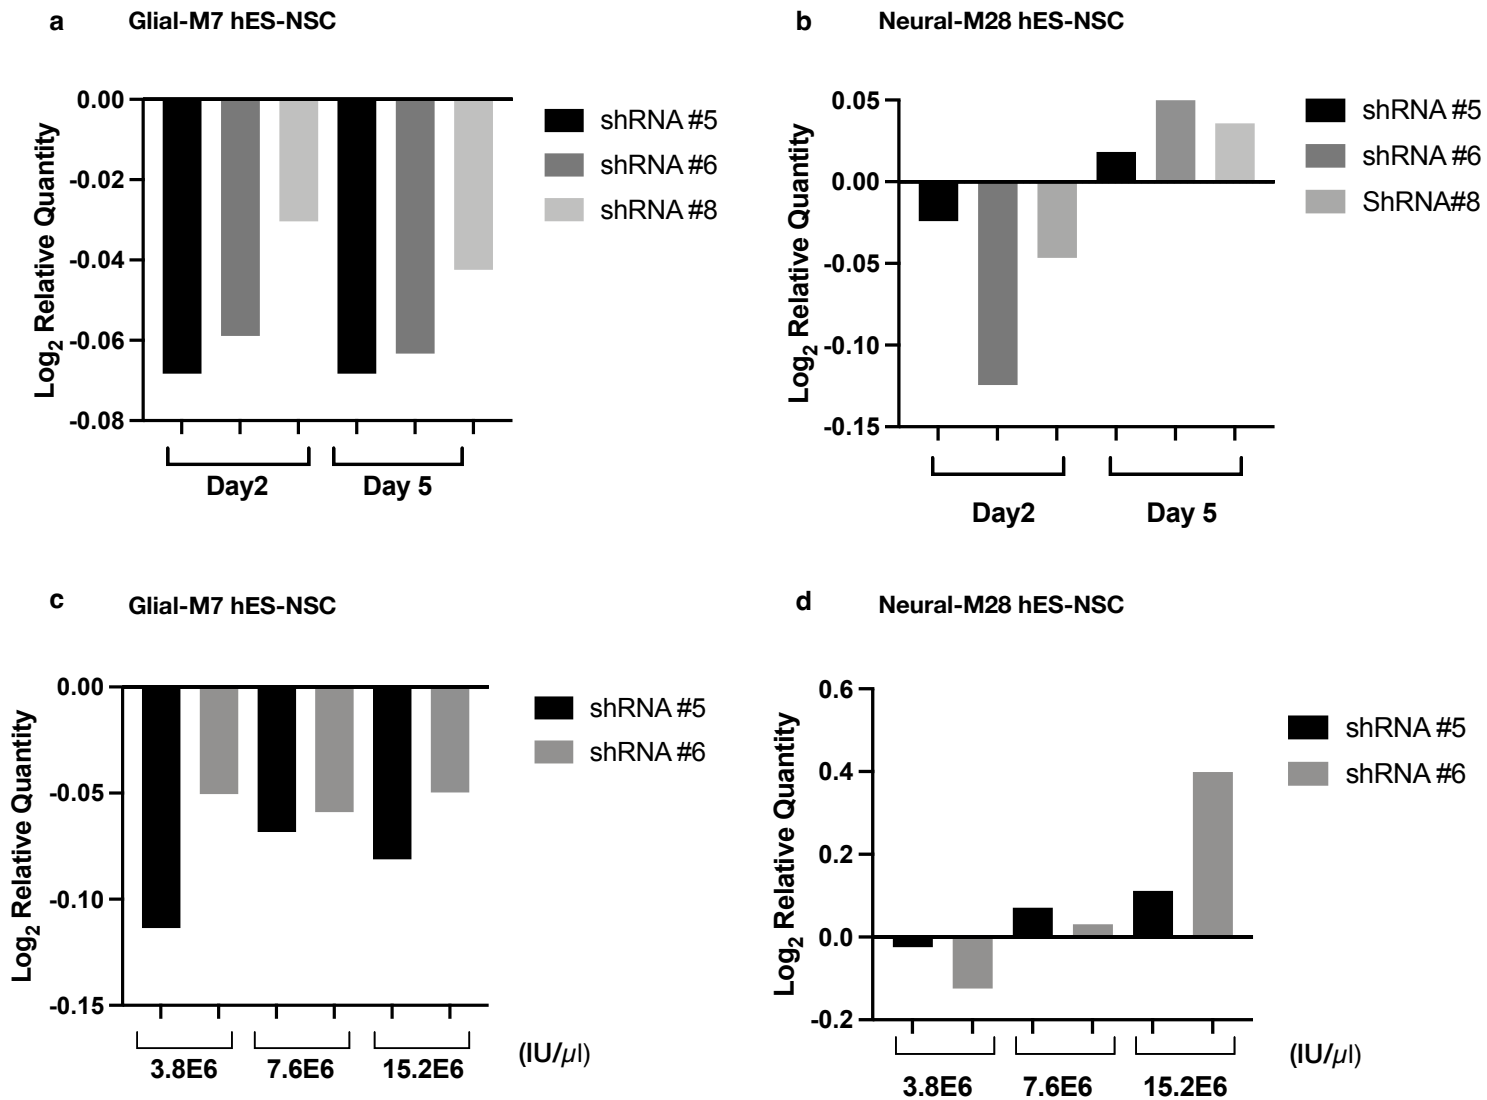 a Glial-M7 hES-NSC
Log2 Relative Quantity
0.00
-0.02
-0.04
-0.06
-0.08
Day2 Day 5
shRNA #5
shRNA #6
shRNA #8
b Neural-M28 hES-NSC
Log2 Relative Quantity
0.05
0.00
-0.05
-0.10
-0.15
Day2 Day 5
shRNA #5
shRNA #6
ShRNA#8
c Glial-M7 hES-NSC
Log2 Relative Quantity
0.00
-0.05
-0.10
-0.15
3.8E6 7.6E6 15.2E6 (IU/µl)
shRNA #5
shRNA #6
d Neural-M28 hES-NSC
Log2 Relative Quantity
0.6
0.4
0.2
0.0
-0.2
3.8E6 7.6E6 15.2E6 (IU/µl)
shRNA #5
shRNA #6